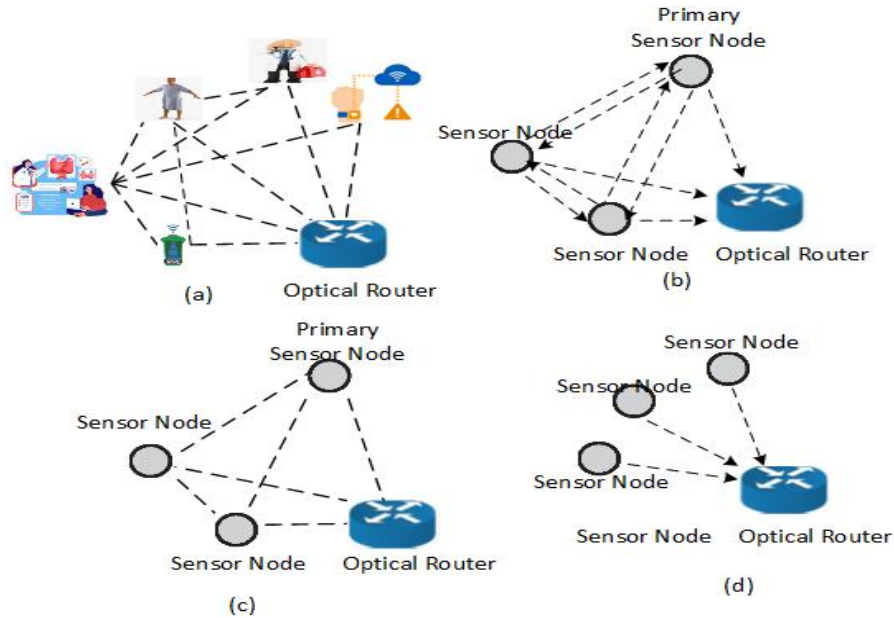 Optical Router
(a)
Primary
Sensor Node
Sensor Node
Sensor Node
Optical Router
(b)
Primary
Sensor Node
Sensor Node
Sensor Node
Optical Router
(c)
Sensor Node
Sensor Node
Sensor Node
Sensor Node
Optical Router
(d)